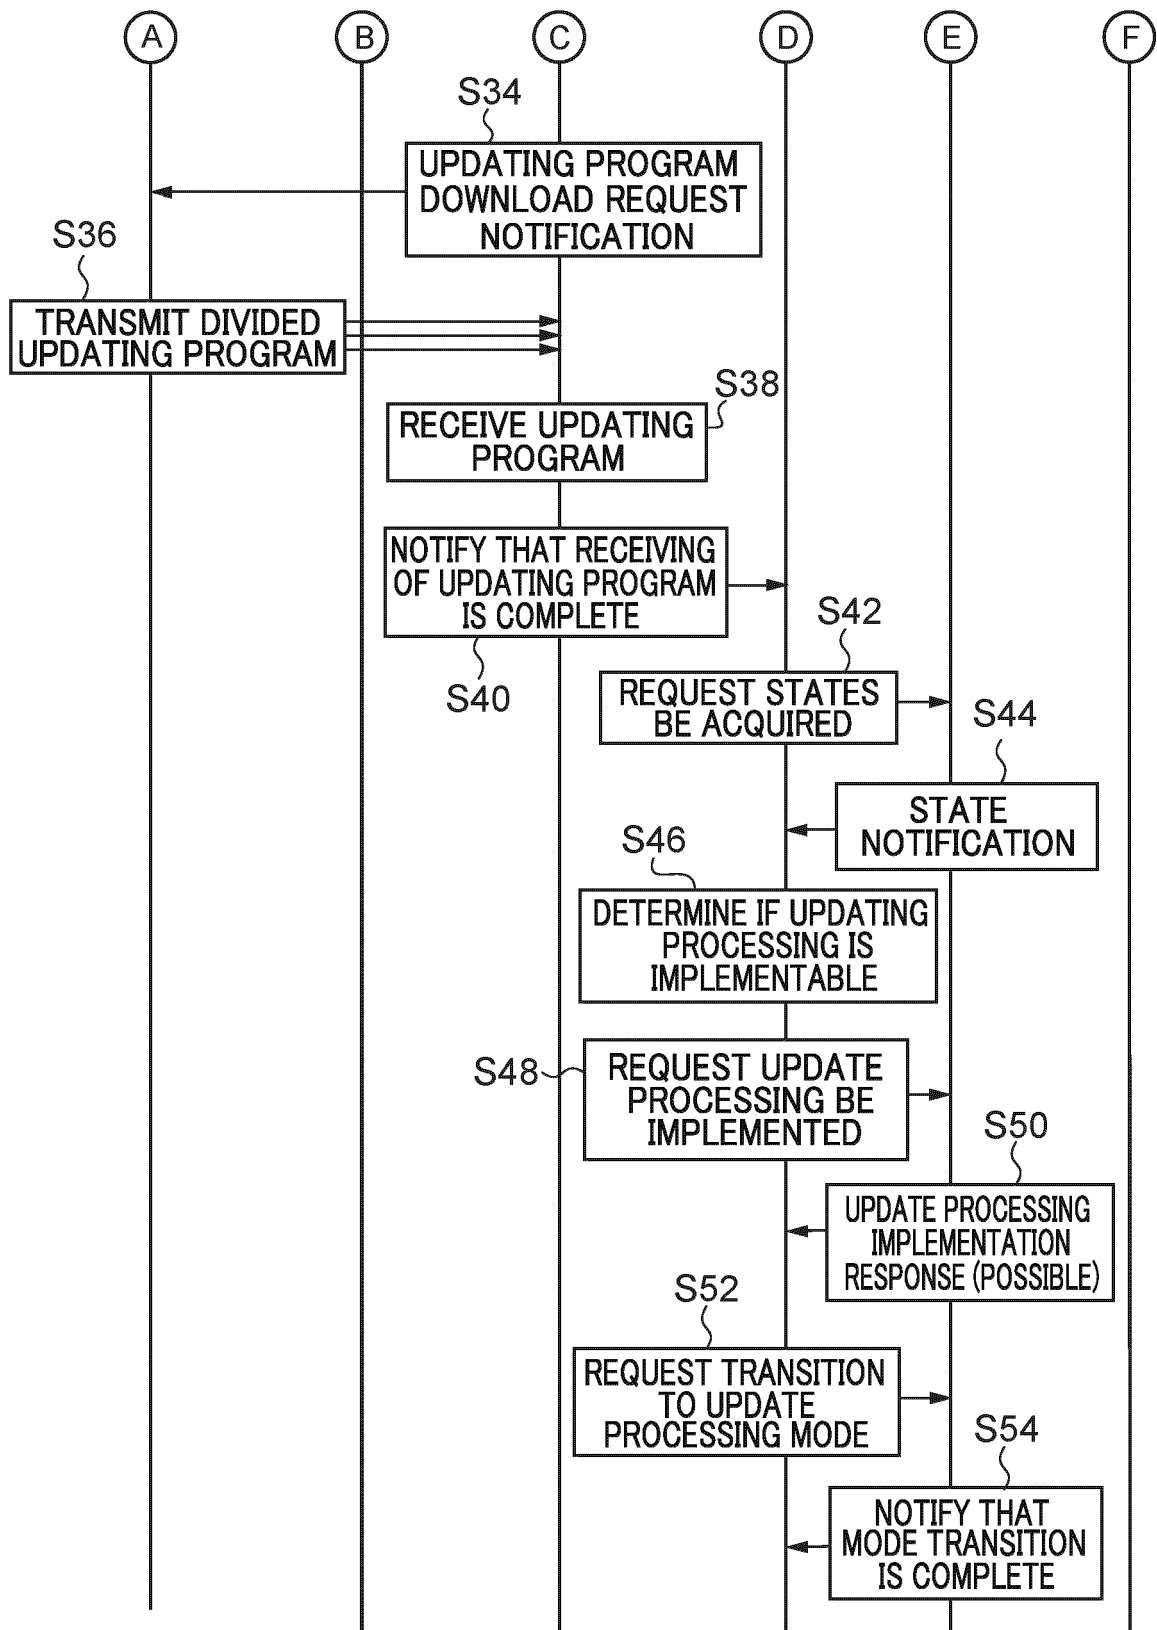 A B C D E F
S34
UPDATING PROGRAM
DOWNLOAD REQUEST
NOTIFICATION
S36
TRANSMIT DIVIDED
UPDATING PROGRAM
S38
RECEIVE UPDATING
PROGRAM
NOTIFY THAT RECEIVING
OF UPDATING PROGRAM
IS COMPLETE
S40
S42
REQUEST STATES
BE ACQUIRED
S44
STATE
NOTIFICATION
S46
DETERMINE IF UPDATING
PROCESSING IS
IMPLEMENTABLE
S48
REQUEST UPDATE
PROCESSING BE
IMPLEMENTED
S50
UPDATE PROCESSING
IMPLEMENTATION
RESPONSE (POSSIBLE)
S52
REQUEST TRANSITION
TO UPDATE
PROCESSING MODE
S54
NOTIFY THAT
MODE TRANSITION
IS COMPLETE